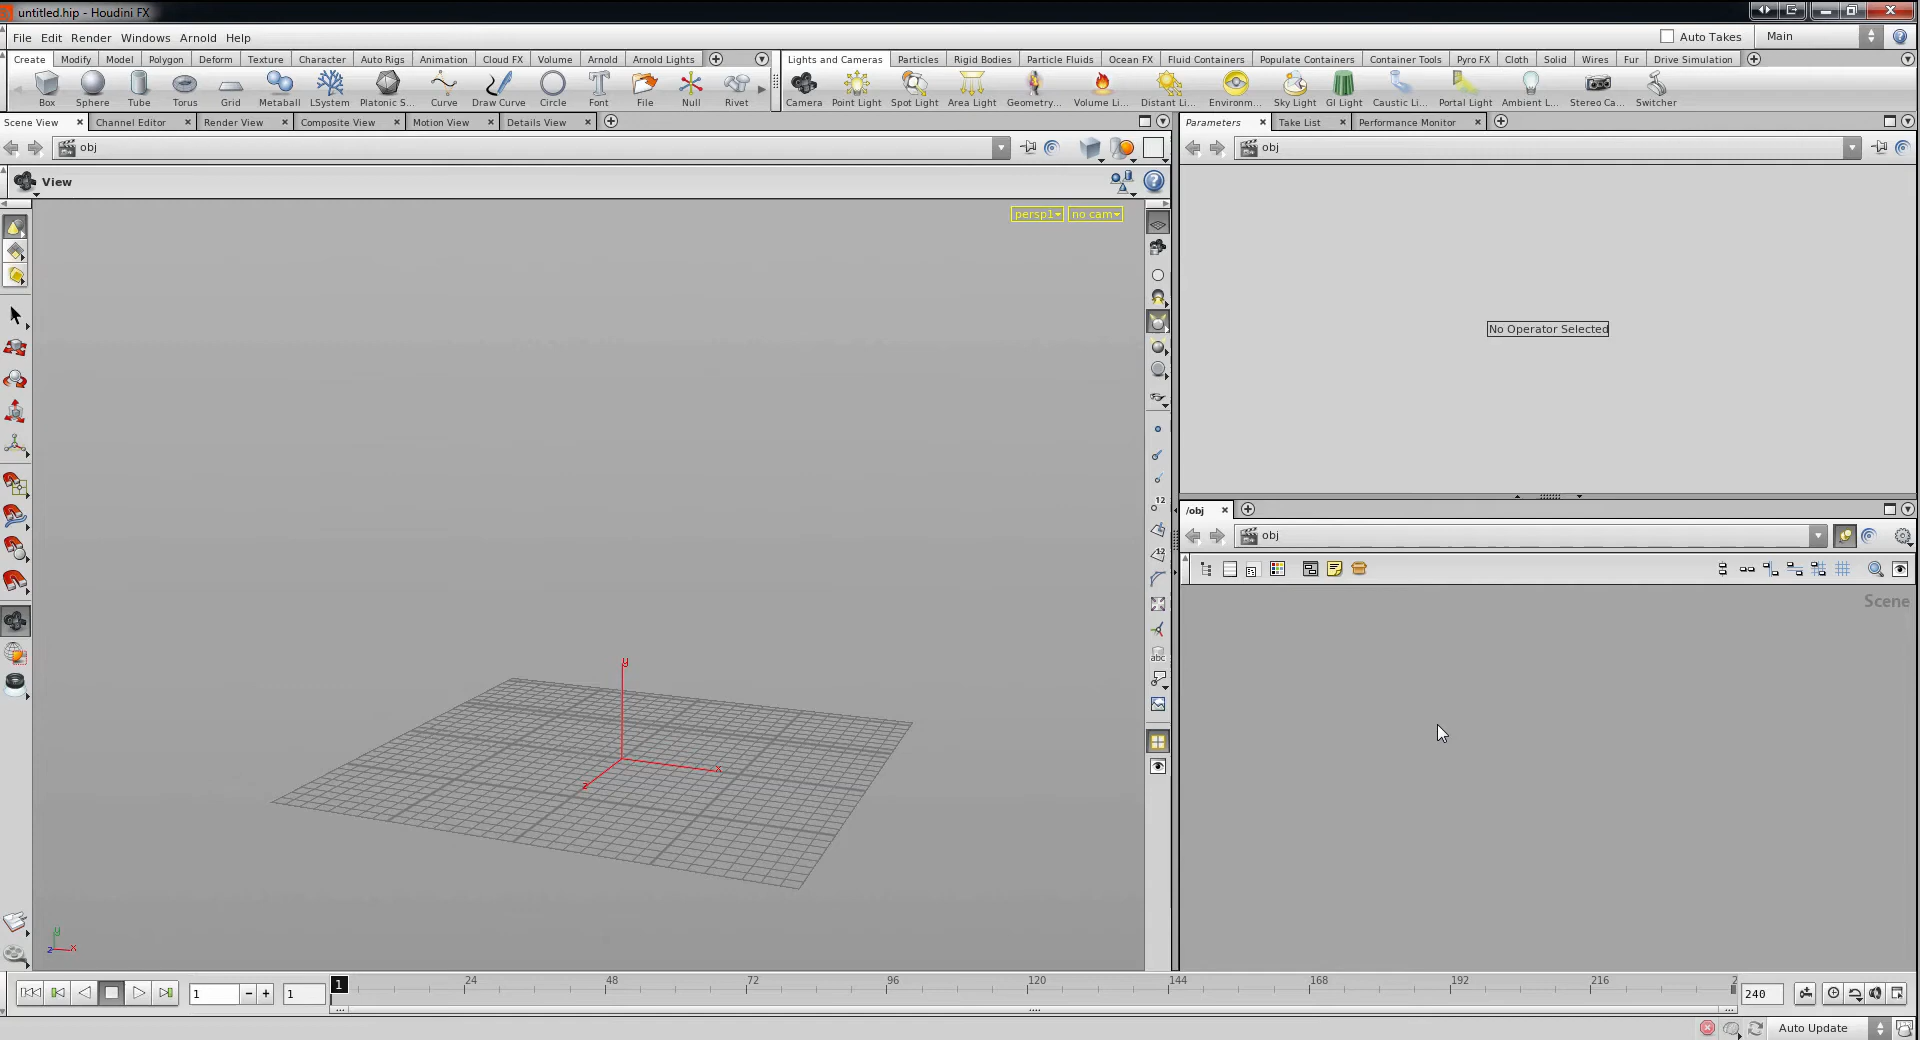 untitled.hip - Houdini FX
File Edit Render Windows Arnold Help
Auto Takes Main
Create Modify Model Polygon Deform Texture Character Auto Rigs Animation Cloud FX Volume Arnold Arnold Lights
Lights and Cameras Particles Rigid Bodies Particle Fluids Ocean FX Fluid Containers Populate Containers Container Tools Pyro FX Cloth Solid Wires Fur Drive Simulation
Box Sphere Tube Torus Grid Metaball LSystem Platonic S... Curve Draw Curve Circle Font File Null Rivet
Camera Point Light Spot Light Area Light Geometry... Volume Li... Distant Li... Environm... Sky Light GI Light Caustic Li... Portal Light Ambient L... Stereo Ca... Switcher
Scene View Channel Editor Render View Composite View Motion View Details View
Parameters Take List Performance Monitor
obj
obj
View
persp1 no cam
No Operator Selected
12
12
abc
/obj
obj
Scene
y
x
z
y
z x
1
1
1
24 48 72 96 120 144 168 192 216 2
240
Auto Update